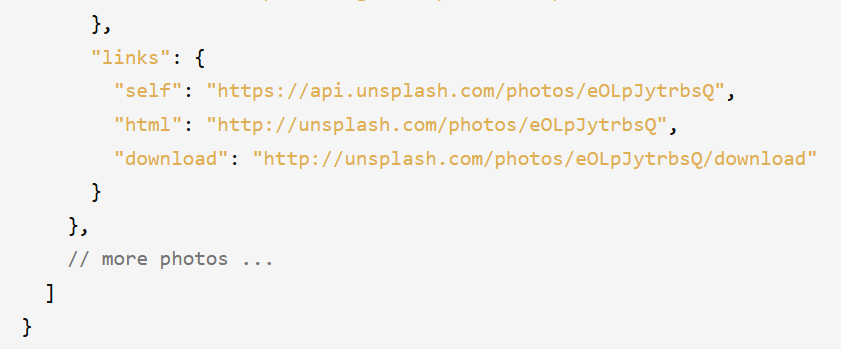 },
"links": {
"self": "https://api.unsplash.com/photos/eOLpJytrbsQ",
"html": "http://unsplash.com/photos/eOLpJytrbsQ",
"download": "http://unsplash.com/photos/eOLpJytrbsQ/download"
}
},
// more photos ...
]
}